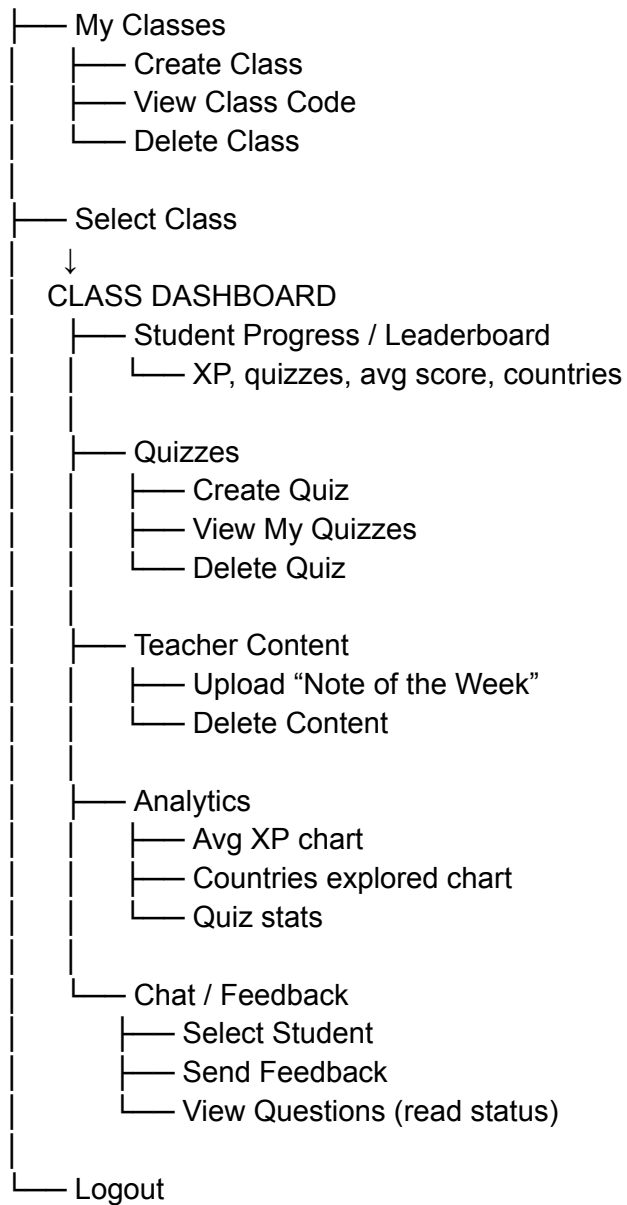 ├── My Classes
│   ├── Create Class
│   ├── View Class Code
│   └── Delete Class
│
├── Select Class
│   ↓
│  CLASS DASHBOARD
│   ├── Student Progress / Leaderboard
│   │   └── XP, quizzes, avg score, countries
│   │
│   ├── Quizzes
│   │   ├── Create Quiz
│   │   ├── View My Quizzes
│   │   └── Delete Quiz
│   │
│   ├── Teacher Content
│   │   ├── Upload “Note of the Week”
│   │   └── Delete Content
│   │
│   ├── Analytics
│   │   ├── Avg XP chart
│   │   ├── Countries explored chart
│   │   └── Quiz stats
│   │
│   └── Chat / Feedback
│       ├── Select Student
│       ├── Send Feedback
│       └── View Questions (read status)
│
└── Logout